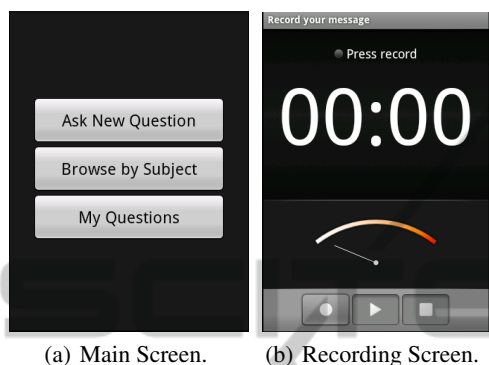 Ask New Question
Browse by Subject
My Questions
(a) Main Screen.
Record your message
Press record
00:00
(b) Recording Screen.